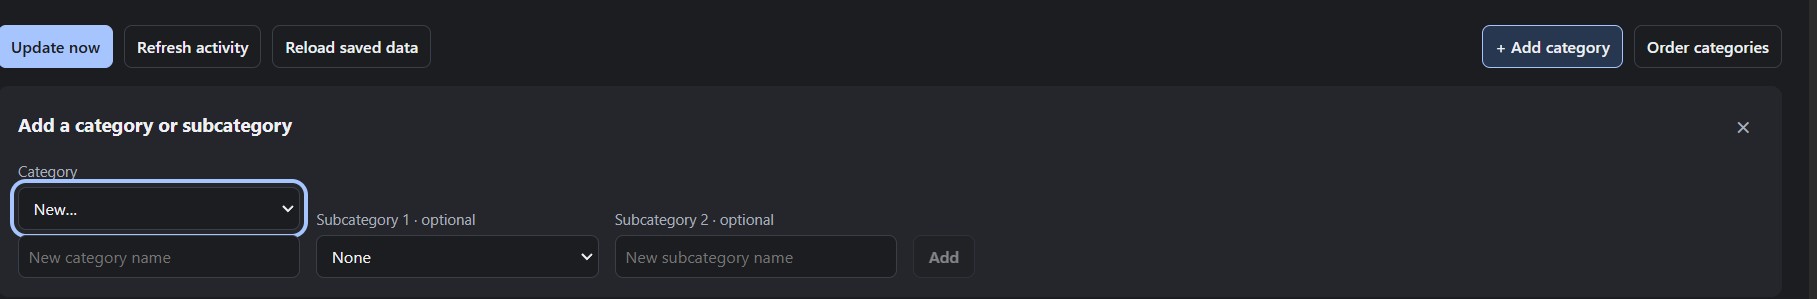 Update now
Refresh activity
Reload saved data
+ Add category
Order categories
Add a category or subcategory
×
Category
New...
New category name
Subcategory 1 · optional
None
Subcategory 2 · optional
New subcategory name
Add